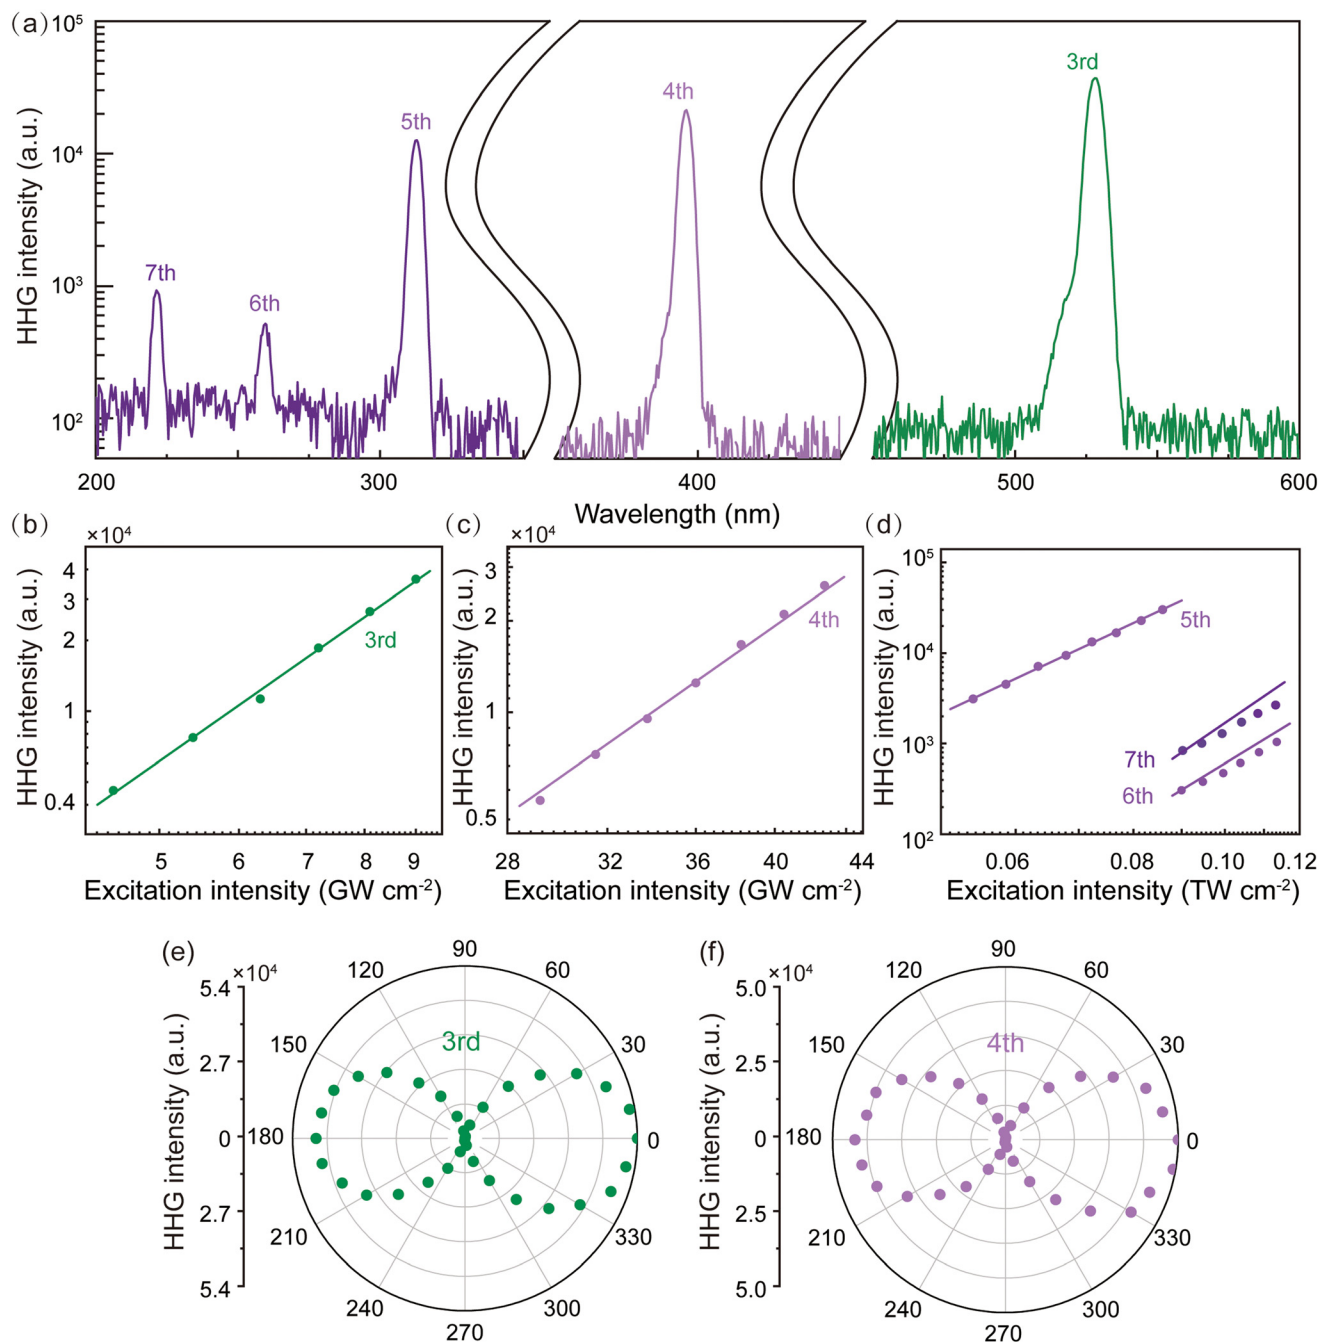 (a)
10⁵
10⁴
10³
10²
HHG intensity (a.u.)
7th
6th
5th
4th
3rd
200
300
400
500
600
Wavelength (nm)
(b)
×10⁴
4
3
2
1
0.4
HHG intensity (a.u.)
3rd
5
6
7
8
9
Excitation intensity (GW cm⁻²)
(c)
×10⁴
3
2
1
0.5
HHG intensity (a.u.)
4th
28
32
36
40
44
Excitation intensity (GW cm⁻²)
(d)
10⁵
10⁴
10³
10²
HHG intensity (a.u.)
5th
7th
6th
0.06
0.08
0.10
0.12
Excitation intensity (TW cm⁻²)
(e)
×10⁴
5.4
2.7
0
2.7
5.4
HHG intensity (a.u.)
3rd
90
60
30
0
330
300
270
240
210
180
150
120
(f)
×10⁴
5.0
2.5
0
2.5
5.0
HHG intensity (a.u.)
4th
90
60
30
0
330
300
270
240
210
180
150
120